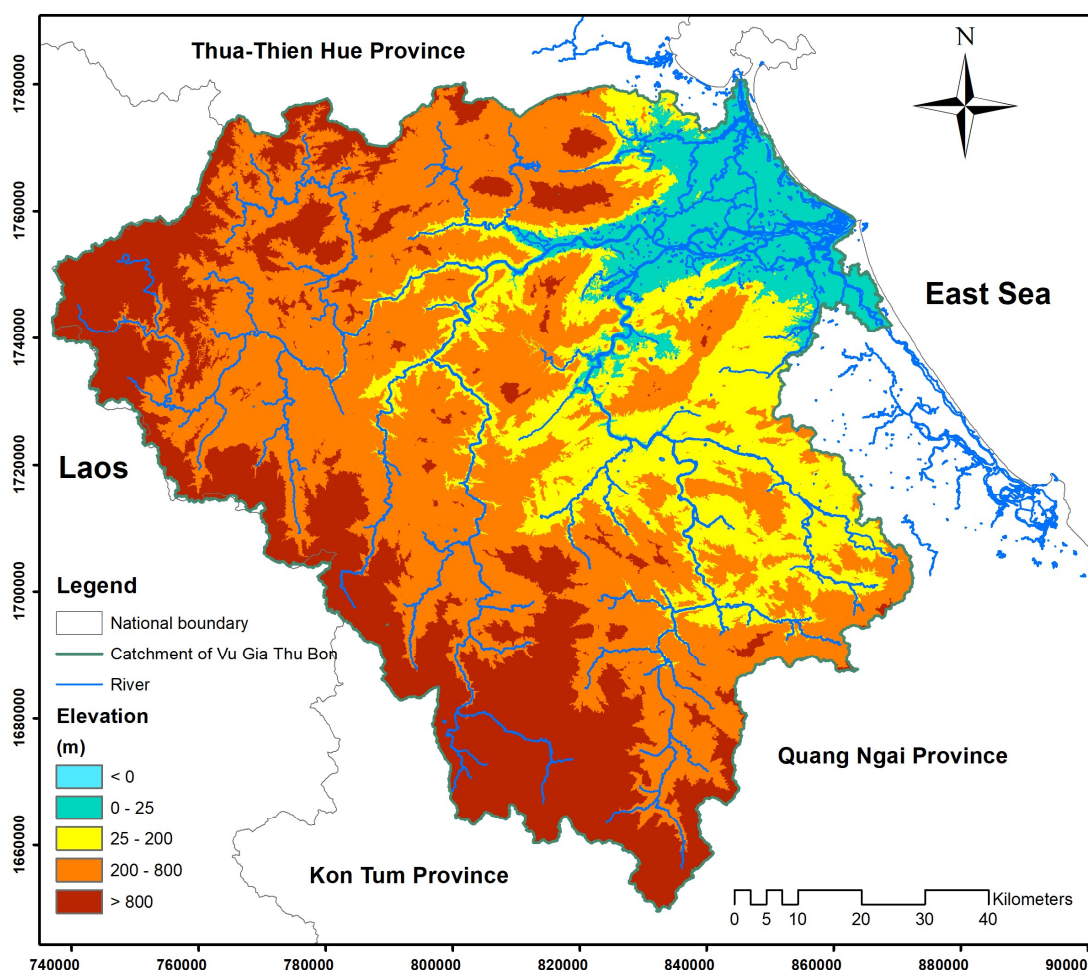 Thua-Thien Hue Province
N
East Sea
Laos
Quang Ngai Province
Kon Tum Province
Legend
National boundary
Catchment of Vu Gia Thu Bon
River
Elevation
(m)
< 0
0 - 25
25 - 200
200 - 800
> 800
Kilometers
0 5 10 20 30 40
1780000
1760000
1740000
1720000
1700000
1680000
1660000
740000 760000 780000 800000 820000 840000 860000 880000 900000